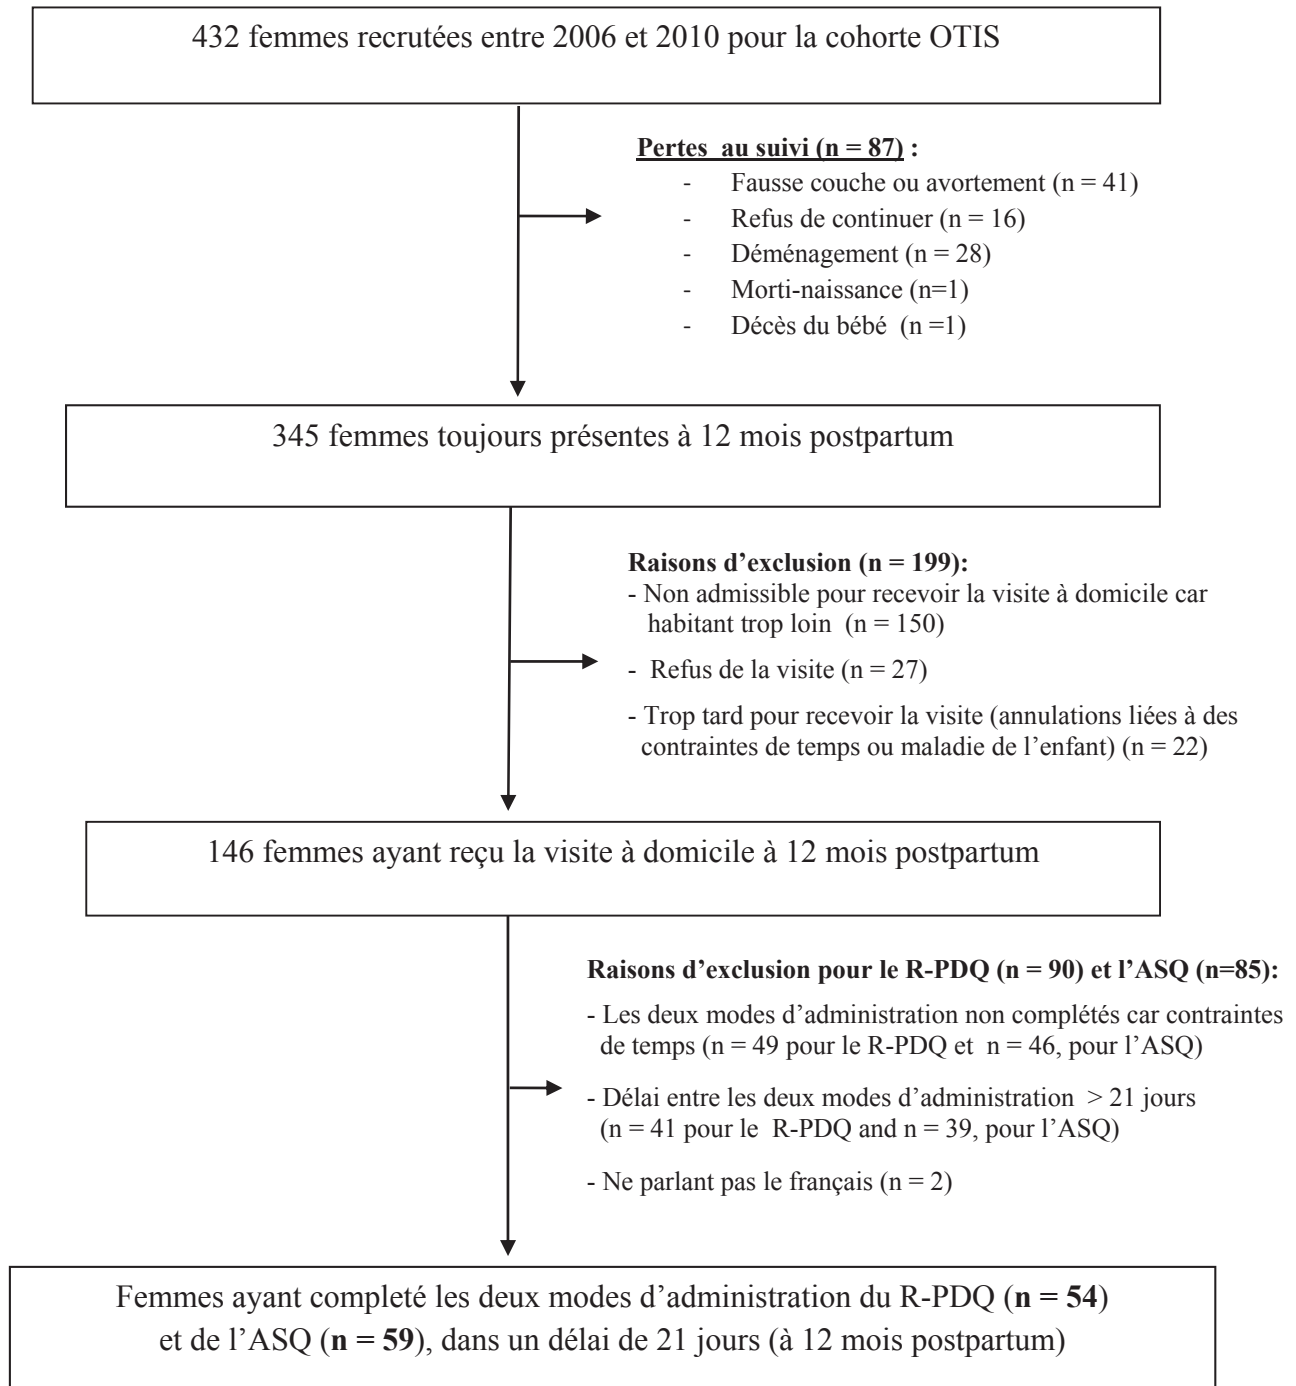 432 femmes recrutées entre 2006 et 2010 pour la cohorte OTIS
Pertes au suivi (n = 87) :
- Fausse couche ou avortement (n = 41)
- Refus de continuer (n = 16)
- Déménagement (n = 28)
- Morti-naissance (n=1)
- Décès du bébé (n =1)
345 femmes toujours présentes à 12 mois postpartum
Raisons d’exclusion (n = 199):
- Non admissible pour recevoir la visite à domicile car
habitant trop loin (n = 150)
- Refus de la visite (n = 27)
- Trop tard pour recevoir la visite (annulations liées à des
contraintes de temps ou maladie de l’enfant) (n = 22)
146 femmes ayant reçu la visite à domicile à 12 mois postpartum
Raisons d’exclusion pour le R-PDQ (n = 90) et l’ASQ (n=85):
- Les deux modes d’administration non complétés car contraintes
de temps (n = 49 pour le R-PDQ et n = 46, pour l’ASQ)
- Délai entre les deux modes d’administration > 21 jours
(n = 41 pour le R-PDQ and n = 39, pour l’ASQ)
- Ne parlant pas le français (n = 2)
Femmes ayant completé les deux modes d’administration du R-PDQ (n = 54)
et de l’ASQ (n = 59), dans un délai de 21 jours (à 12 mois postpartum)